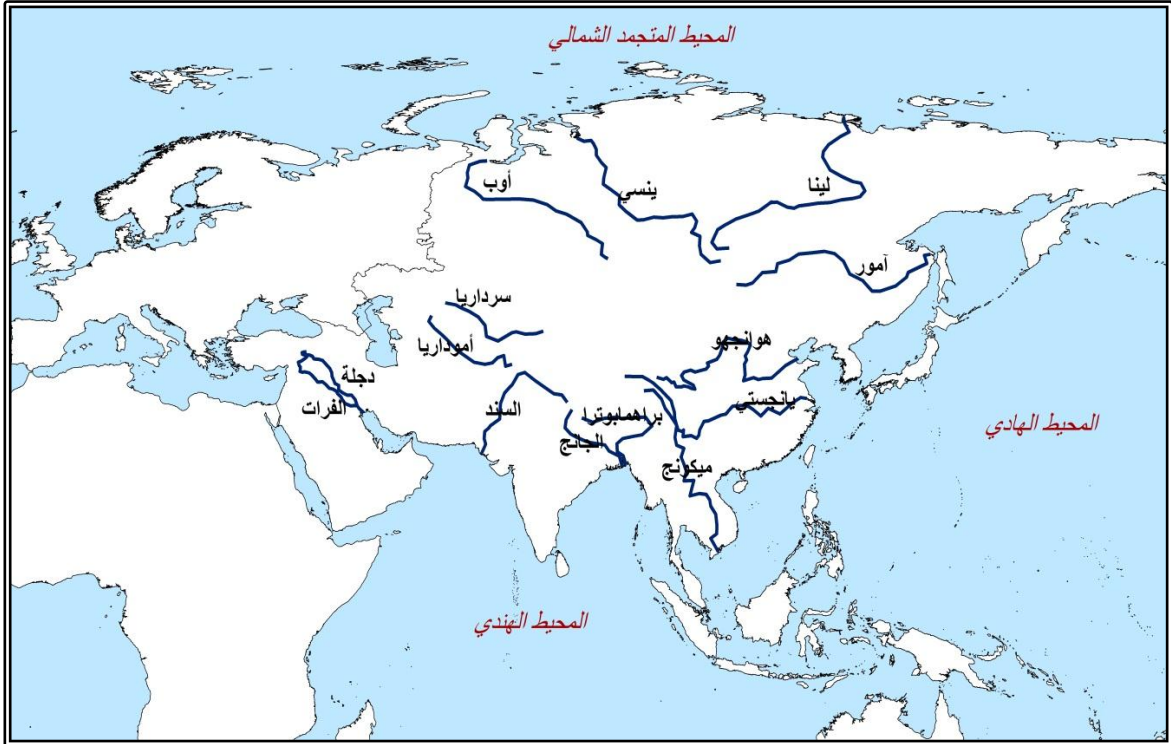 المحيط المتجمد الشمالي
أوب
ينسي
لينا
آمور
سرداريا
أموداريا
هوانجهو
دجلة
الفرات
السند
براهمابوترا
يانجستي
الجانج
ميكونج
المحيط الهادي
المحيط الهندي